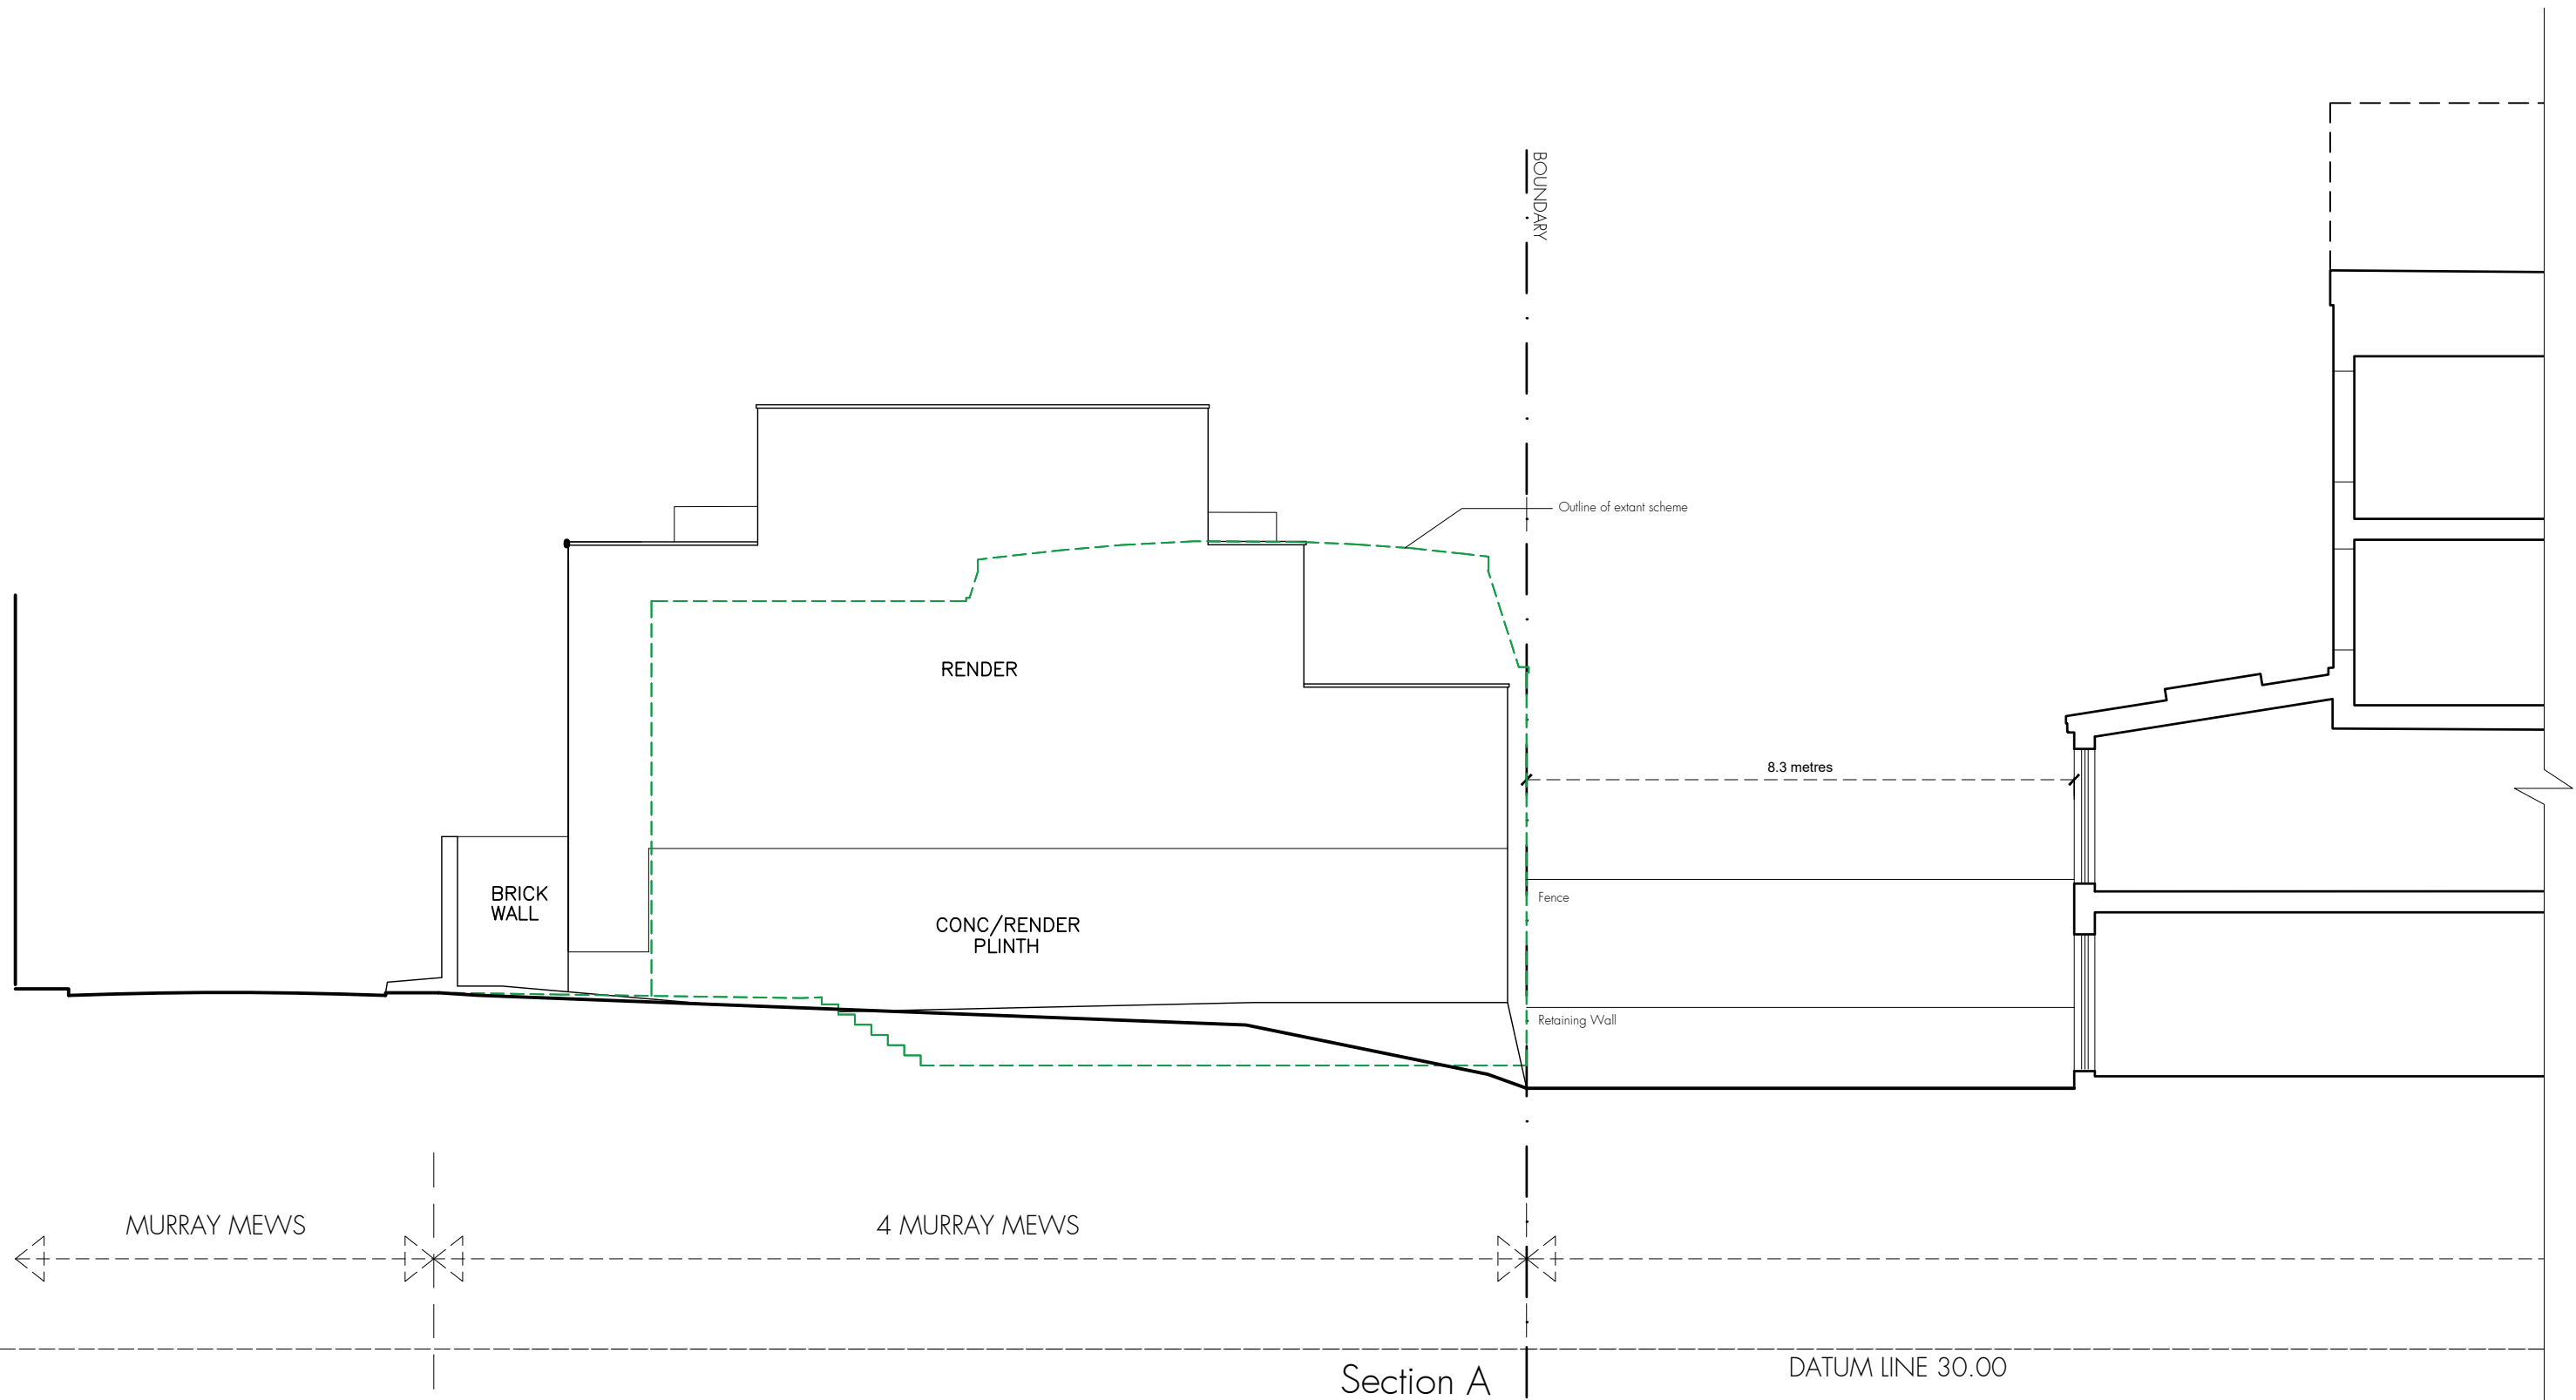 BOUNDARY
Outline of extant scheme
RENDER
8.3 metres
BRICK
WALL
Fence
CONC/RENDER
PLINTH
Retaining Wall
MURRAY MEWS
4 MURRAY MEWS
Section A
DATUM LINE 30.00